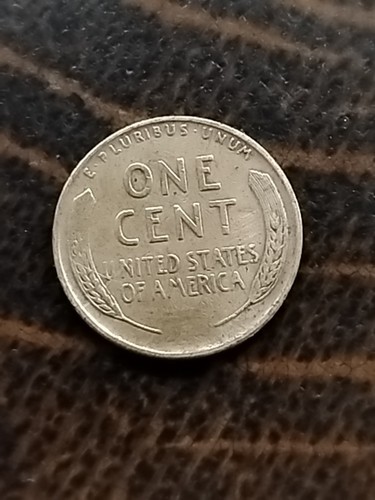 E·PLURIBUS·UNUM
ONE
CENT
UNITED STATES
OF AMERICA